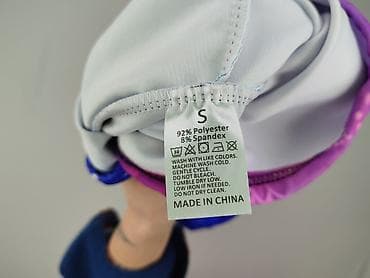 S
92% Polyester
8% Spandex
WASH WITH LIKE COLORS.
MACHINE WASH COLD.
GENTLE CYCLE.
DO NOT BLEACH.
TUMBLE DRY LOW.
LOW IRON IF NEEDED.
DO NOT DRY CLEAN.
MADE IN CHINA